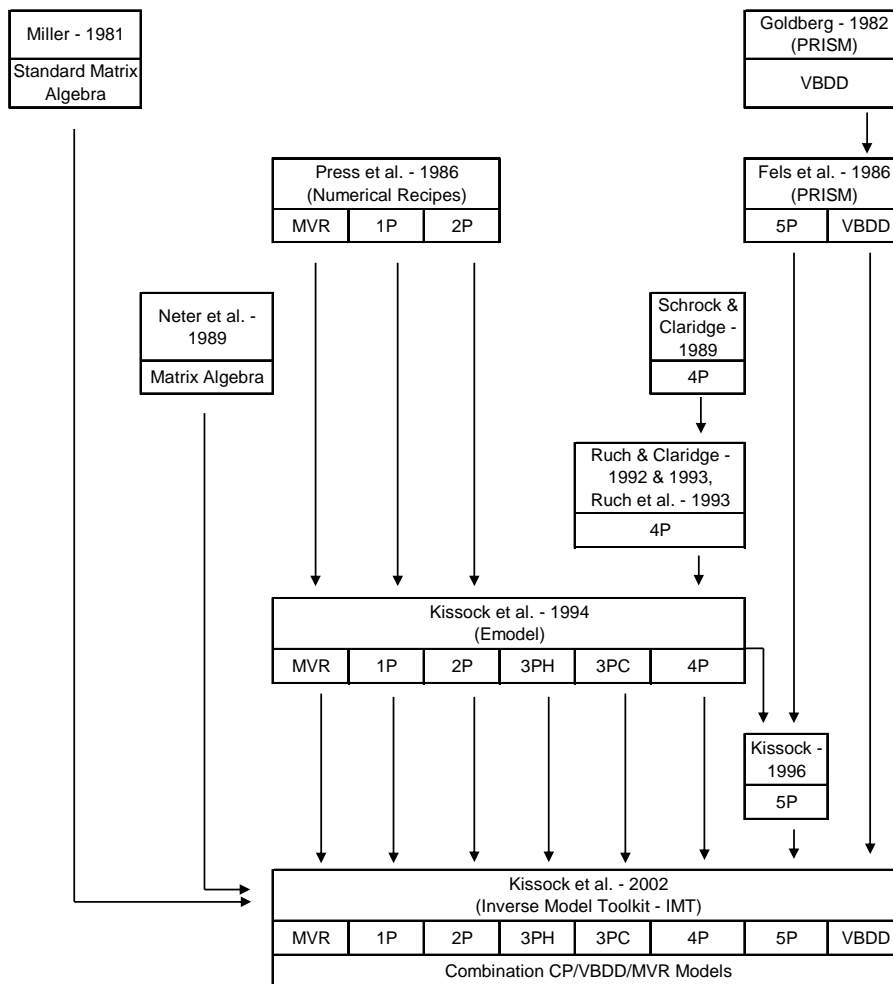 Miller - 1981
Standard Matrix
Algebra
Goldberg - 1982
(PRISM)
VBDD
Press et al. - 1986
(Numerical Recipes)
MVR 1P 2P
Fels et al. - 1986
(PRISM)
5P VBDD
Neter et al. -
1989
Matrix Algebra
Schrock &
Claridge -
1989
4P
Ruch & Claridge -
1992 & 1993,
Ruch et al. - 1993
4P
Kissock et al. - 1994
(Emodel)
MVR 1P 2P 3PH 3PC 4P
Kissock -
1996
5P
Kissock et al. - 2002
(Inverse Model Toolkit - IMT)
MVR 1P 2P 3PH 3PC 4P 5P VBDD
Combination CP/VBDD/MVR Models